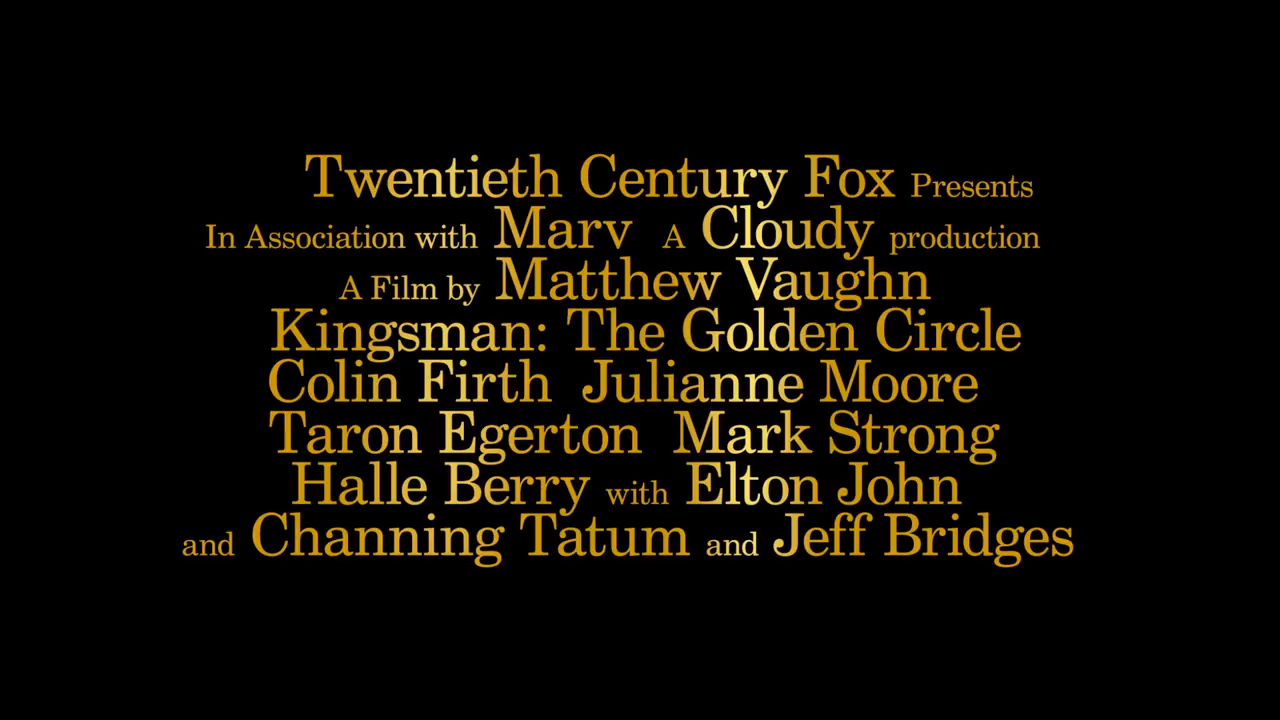 Twentieth Century Fox Presents
In Association with Marv A Cloudy production
A Film by Matthew Vaughn
Kingsman: The Golden Circle
Colin Firth Julianne Moore
Taron Egerton Mark Strong
Halle Berry with Elton John
and Channing Tatum and Jeff Bridges